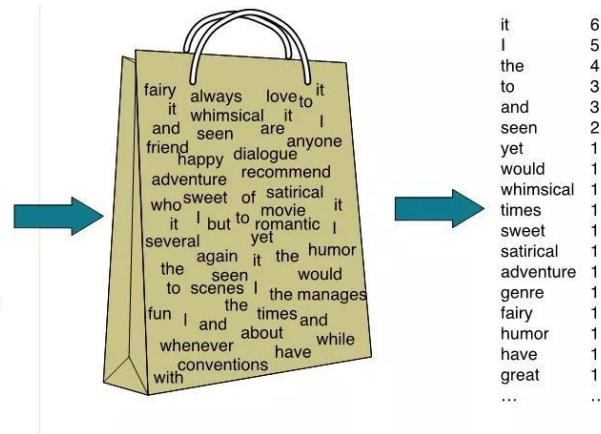 fairy always love to it
it whimsical it I
and seen are anyone
friend happy dialogue
adventure recommend
who sweet of satirical
it I but to movie it
romantic I
several yet
again it the humor
the seen would
to scenes I the manages
fun I and the times and
whenever about while
conventions have
with
it 6
I 5
the 4
to 3
and 3
seen 2
yet 1
would 1
whimsical 1
times 1
sweet 1
satirical 1
adventure 1
genre 1
fairy 1
humor 1
have 1
great 1
... ..